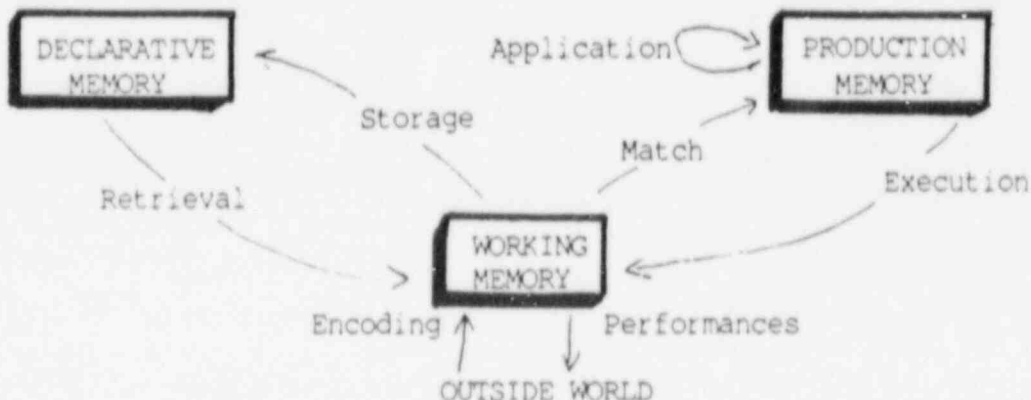 DECLARATIVE
MEMORY
Application
PRODUCTION
MEMORY
Storage
Match
Retrieval
Execution
WORKING
MEMORY
Encoding
Performances
OUTSIDE WORLD